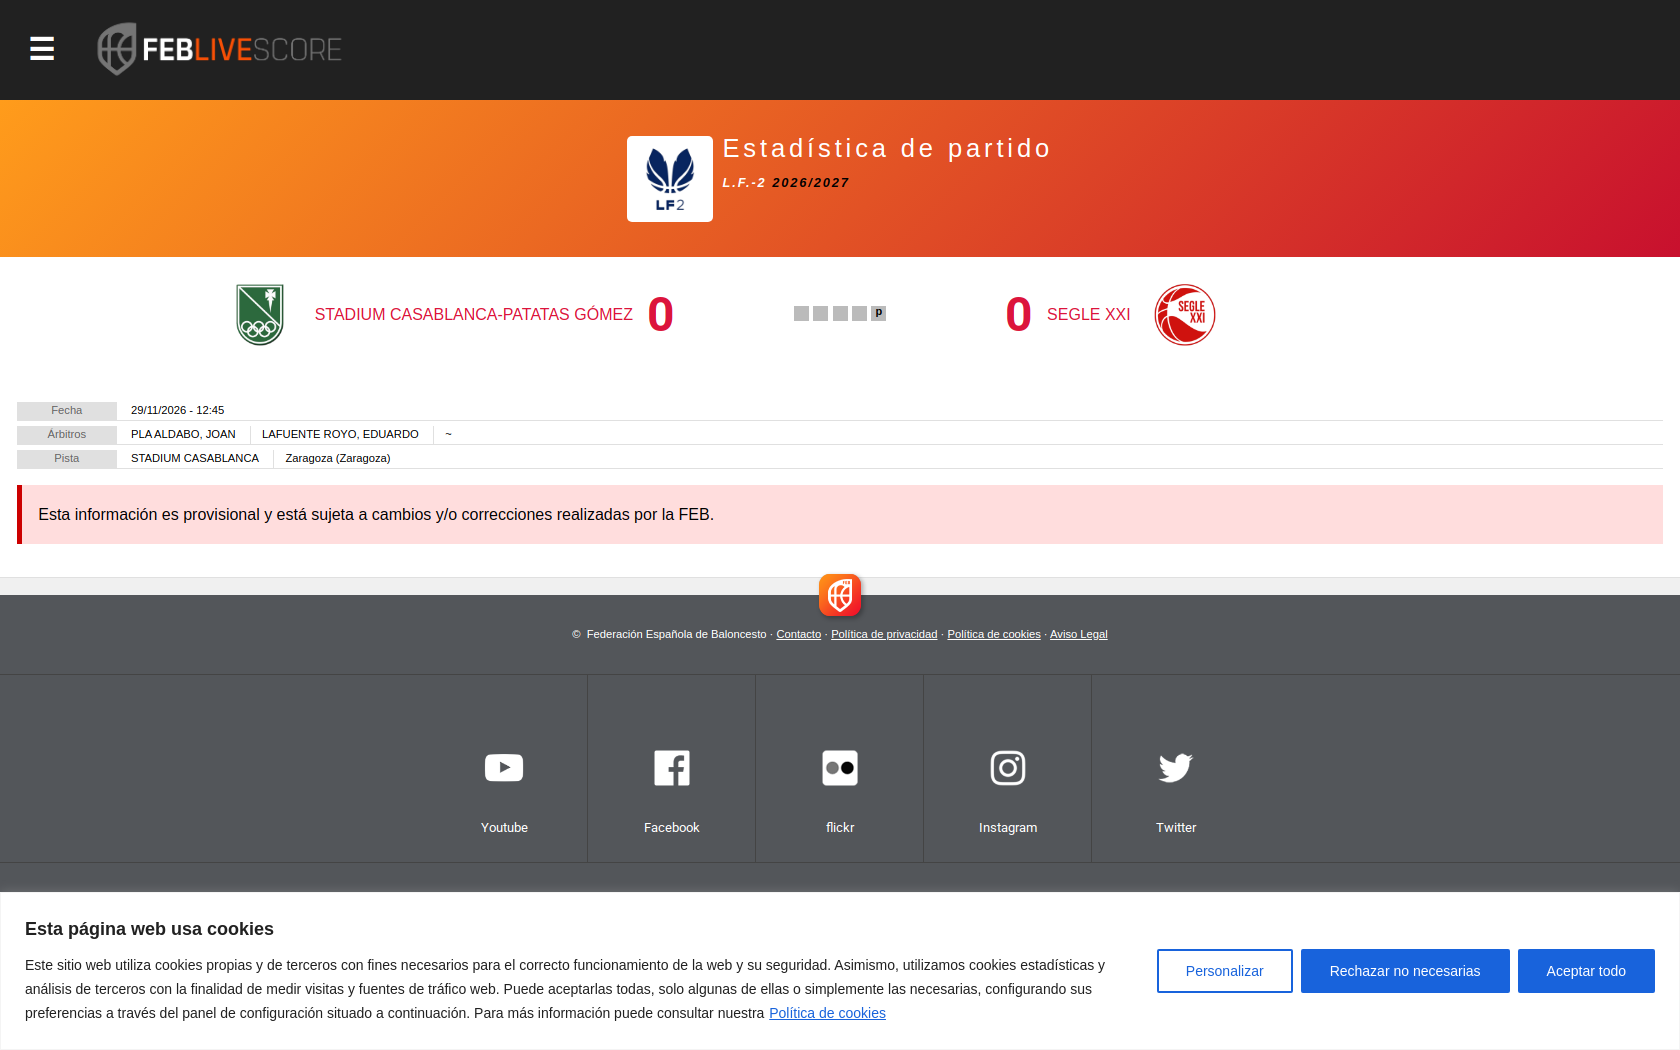 ☰ FEBLIVESCORE
Estadística de partido
LF2
L.F.-2 2026/2027
STADIUM CASABLANCA-PATATAS GÓMEZ 0 p 0 SEGLE XXI SEGLE XXI
Fecha 29/11/2026 - 12:45
Árbitros PLA ALDABO, JOAN LAFUENTE ROYO, EDUARDO ~
Pista STADIUM CASABLANCA Zaragoza (Zaragoza)
Esta información es provisional y está sujeta a cambios y/o correcciones realizadas por la FEB.
© Federación Española de Baloncesto · Contacto · Política de privacidad · Política de cookies · Aviso Legal
Youtube Facebook flickr Instagram Twitter
Esta página web usa cookies
Este sitio web utiliza cookies propias y de terceros con fines necesarios para el correcto funcionamiento de la web y su seguridad. Asimismo, utilizamos cookies estadísticas y
análisis de terceros con la finalidad de medir visitas y fuentes de tráfico web. Puede aceptarlas todas, solo algunas de ellas o simplemente las necesarias, configurando sus
preferencias a través del panel de configuración situado a continuación. Para más información puede consultar nuestra Política de cookies
Personalizar Rechazar no necesarias Aceptar todo